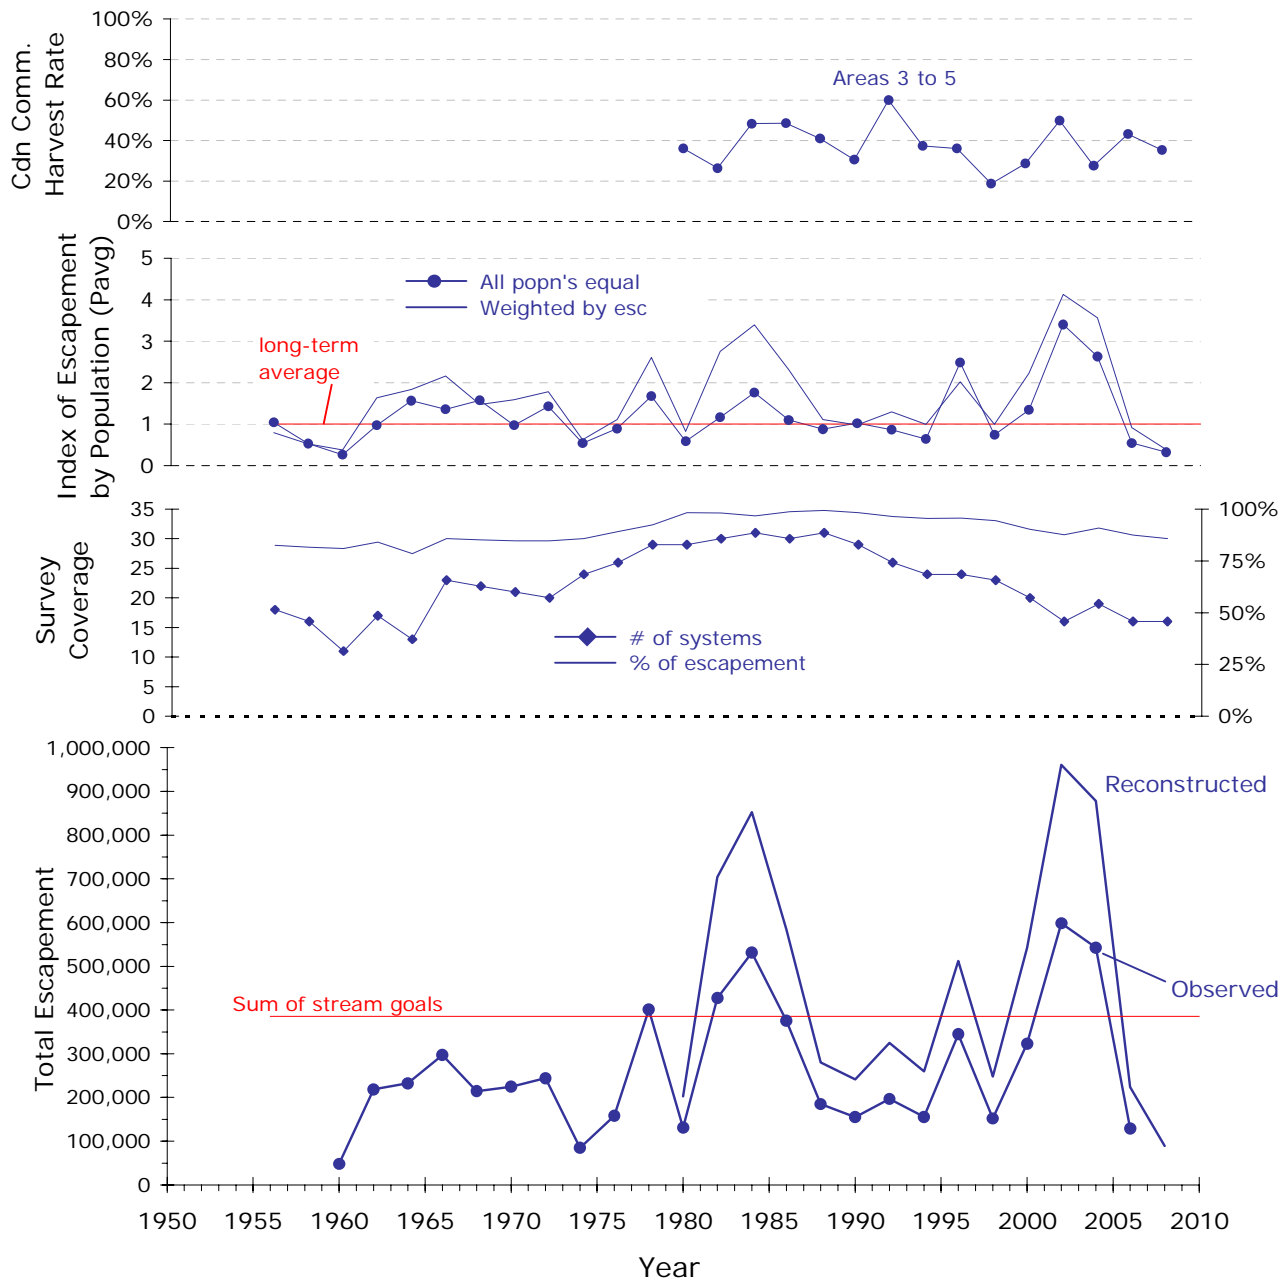 Cdn Comm.
Harvest Rate
100%
80%
60%
40%
20%
0%
Areas 3 to 5
Index of Escapement
by Population (Pavg)
5
4
3
2
1
0
All popn's equal
Weighted by esc
long-term
average
Survey
Coverage
35
30
25
20
15
10
5
0
100%
75%
50%
25%
0%
# of systems
% of escapement
Total Escapement
1,000,000
900,000
800,000
700,000
600,000
500,000
400,000
300,000
200,000
100,000
0
Reconstructed
Observed
Sum of stream goals
1950 1955 1960 1965 1970 1975 1980 1985 1990 1995 2000 2005 2010
Year